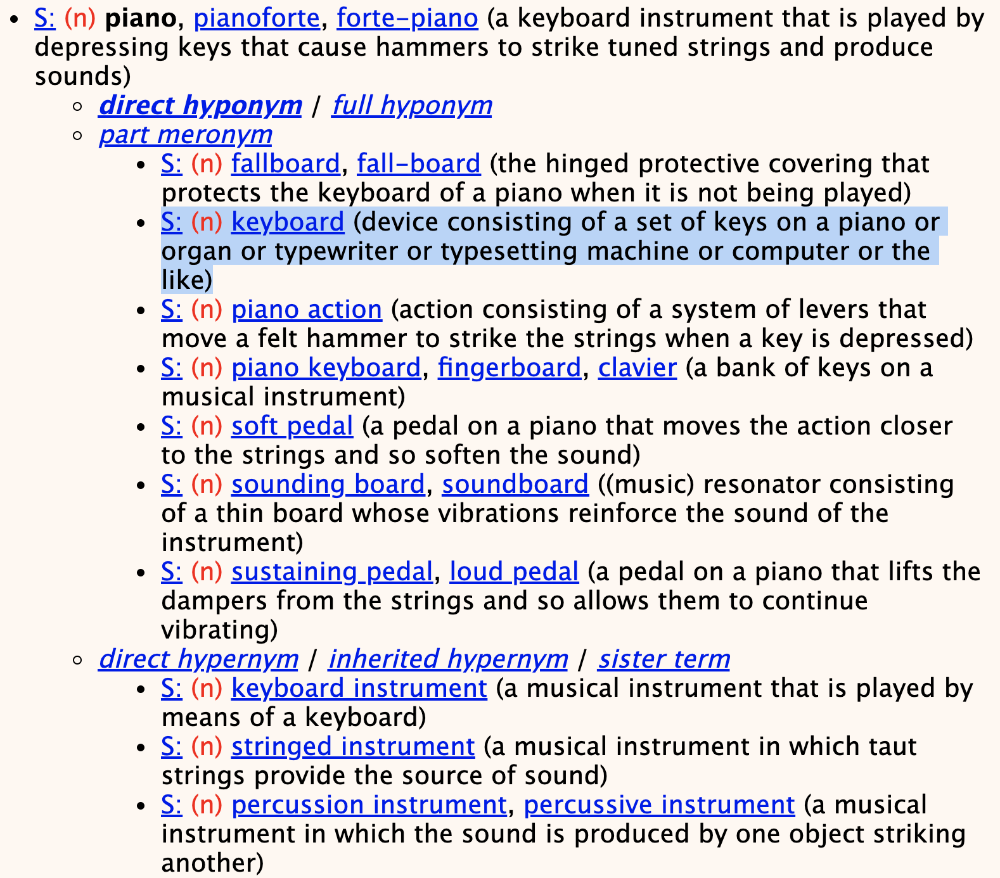 • S: (n) piano, pianoforte, forte-piano (a keyboard instrument that is played by
depressing keys that cause hammers to strike tuned strings and produce
sounds)
○ direct hyponym / full hyponym
○ part meronym
• S: (n) fallboard, fall-board (the hinged protective covering that
protects the keyboard of a piano when it is not being played)
• S: (n) keyboard (device consisting of a set of keys on a piano or
organ or typewriter or typesetting machine or computer or the
like)
• S: (n) piano action (action consisting of a system of levers that
move a felt hammer to strike the strings when a key is depressed)
• S: (n) piano keyboard, fingerboard, clavier (a bank of keys on a
musical instrument)
• S: (n) soft pedal (a pedal on a piano that moves the action closer
to the strings and so soften the sound)
• S: (n) sounding board, soundboard ((music) resonator consisting
of a thin board whose vibrations reinforce the sound of the
instrument)
• S: (n) sustaining pedal, loud pedal (a pedal on a piano that lifts the
dampers from the strings and so allows them to continue
vibrating)
○ direct hypernym / inherited hypernym / sister term
• S: (n) keyboard instrument (a musical instrument that is played by
means of a keyboard)
• S: (n) stringed instrument (a musical instrument in which taut
strings provide the source of sound)
• S: (n) percussion instrument, percussive instrument (a musical
instrument in which the sound is produced by one object striking
another)